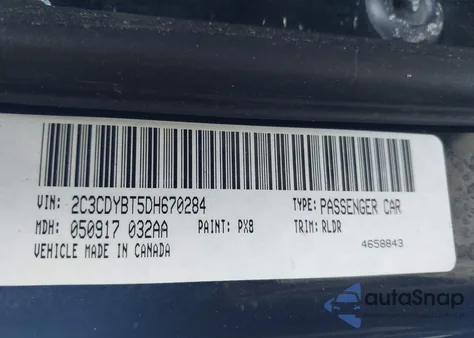 VIN: 2C3CDYBT5DH670284 TYPE: PASSENGER CAR
MDH: 050917 032AA PAINT: PX8 TRIM: RLDR
VEHICLE MADE IN CANADA 4658843
autoSnap